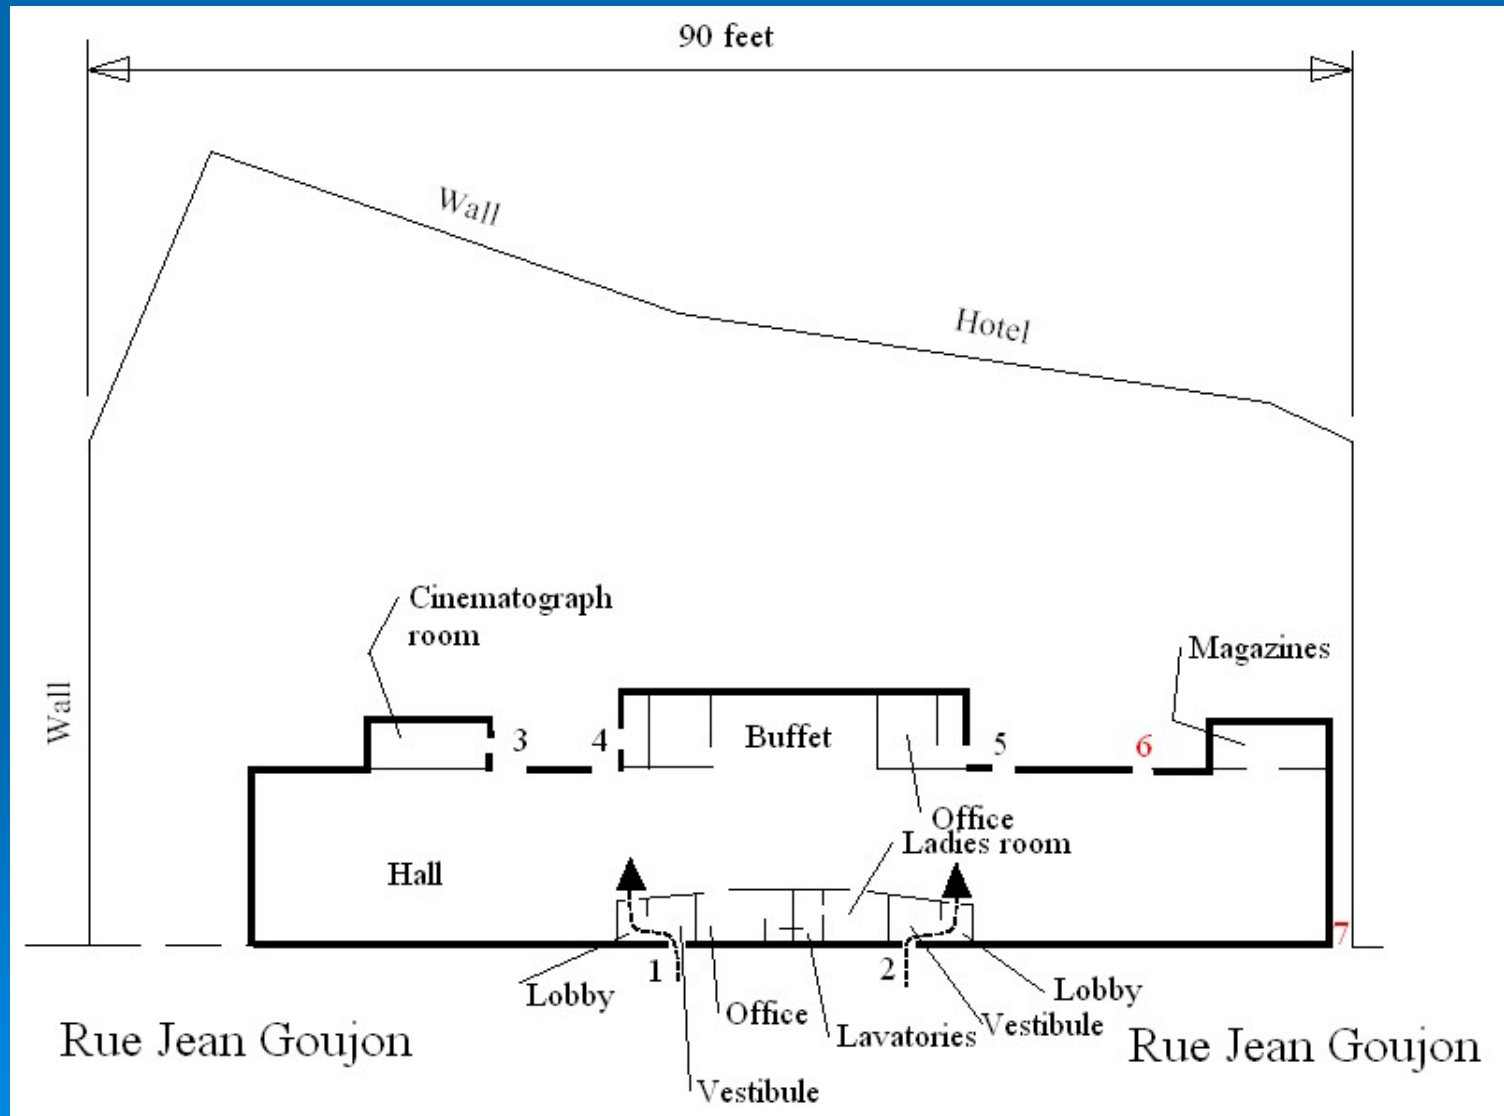 90 feet
Wall
Hotel
Cinematograph
room
Magazines
Wall
3
4
Buffet
5
6
Office
Ladies room
Hall
7
1
2
Lobby
Office
Lavatories
Vestibule
Lobby
Rue Jean Goujon
Rue Jean Goujon
Vestibule